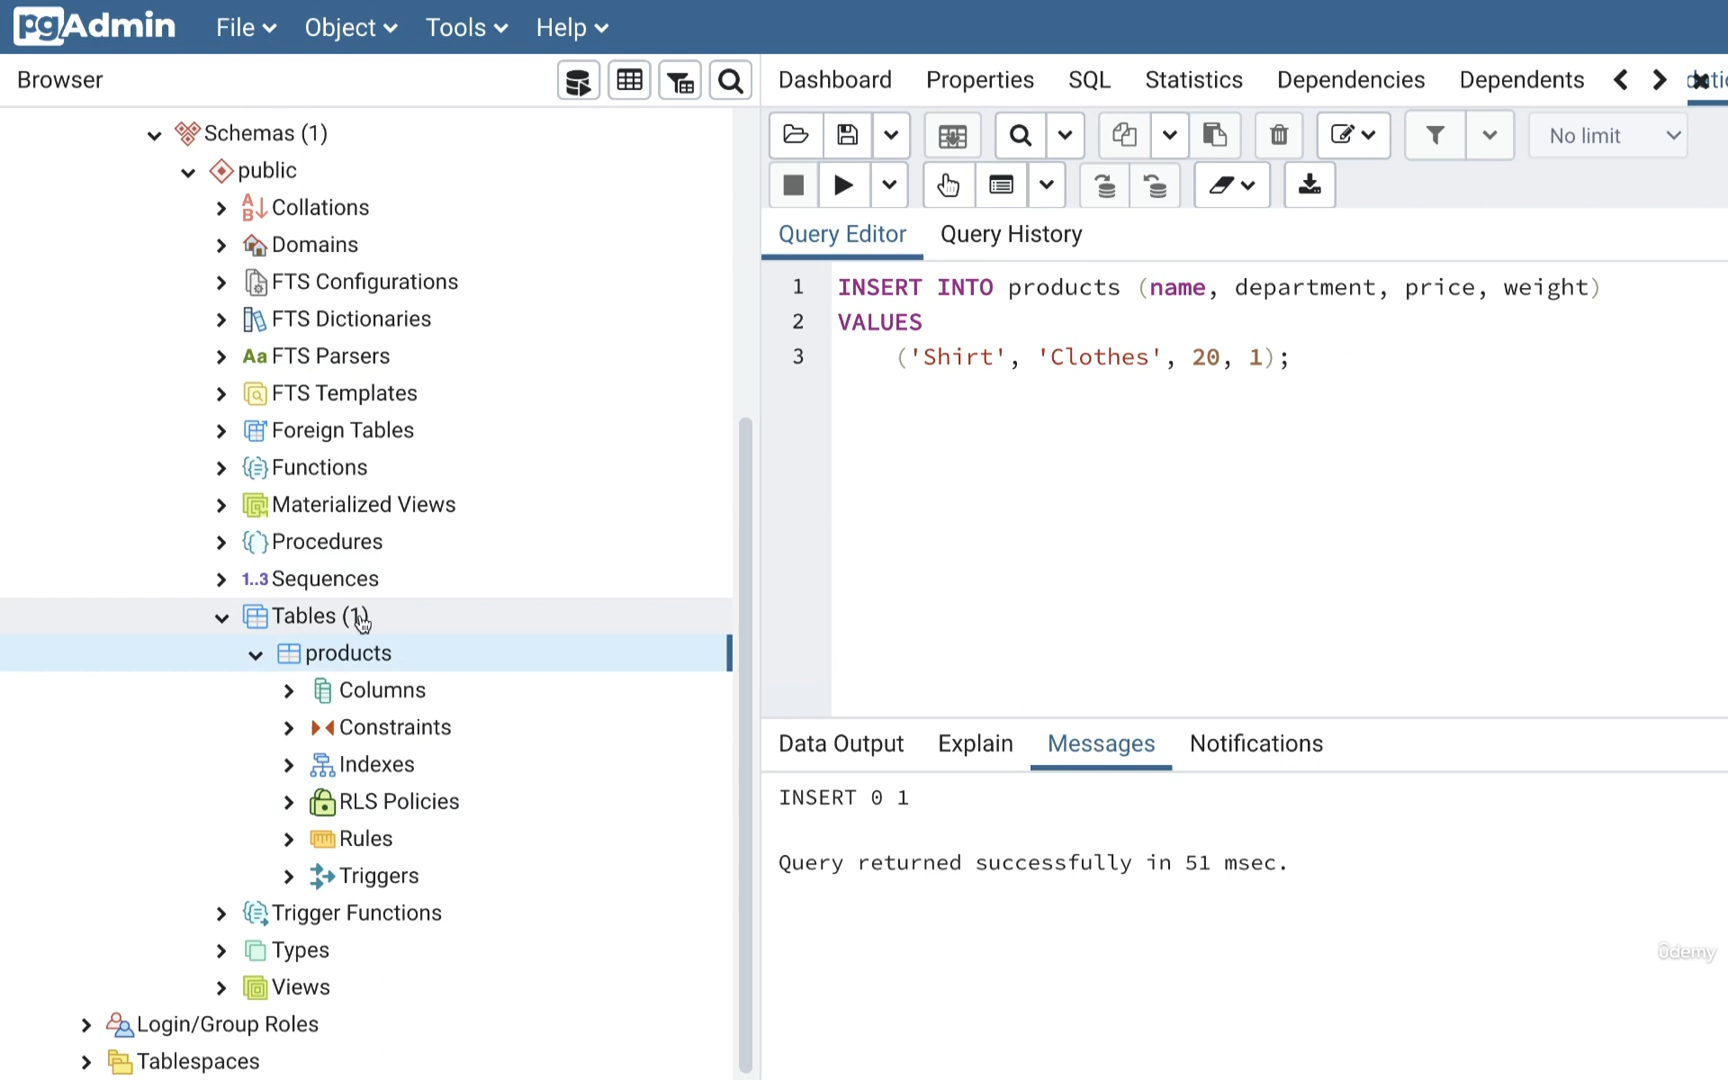 pgAdmin File Object Tools Help
Browser
Dashboard Properties SQL Statistics Dependencies Dependents
Schemas (1)
public
Collations
Domains
FTS Configurations
FTS Dictionaries
Aa FTS Parsers
FTS Templates
Foreign Tables
Functions
Materialized Views
Procedures
1..3 Sequences
Tables (1)
products
Columns
Constraints
Indexes
RLS Policies
Rules
Triggers
Trigger Functions
Types
Views
Login/Group Roles
Tablespaces
No limit
Query Editor Query History
1 INSERT INTO products (name, department, price, weight)
2 VALUES
3 ('Shirt', 'Clothes', 20, 1);
Data Output Explain Messages Notifications
INSERT 0 1
Query returned successfully in 51 msec.
ûdemy